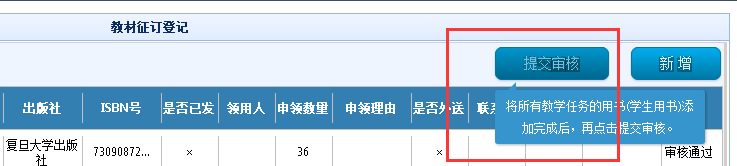 教材征订登记
提交审核
新 增
出版社 ISBN号 是否已发 领用人 申领数量 申领理由 是否外送 联系
将所有教学任务的用书(学生用书)添
加完成后，再点击提交审核。
复旦大学出版
社
73090872... × 36 × 审核通过